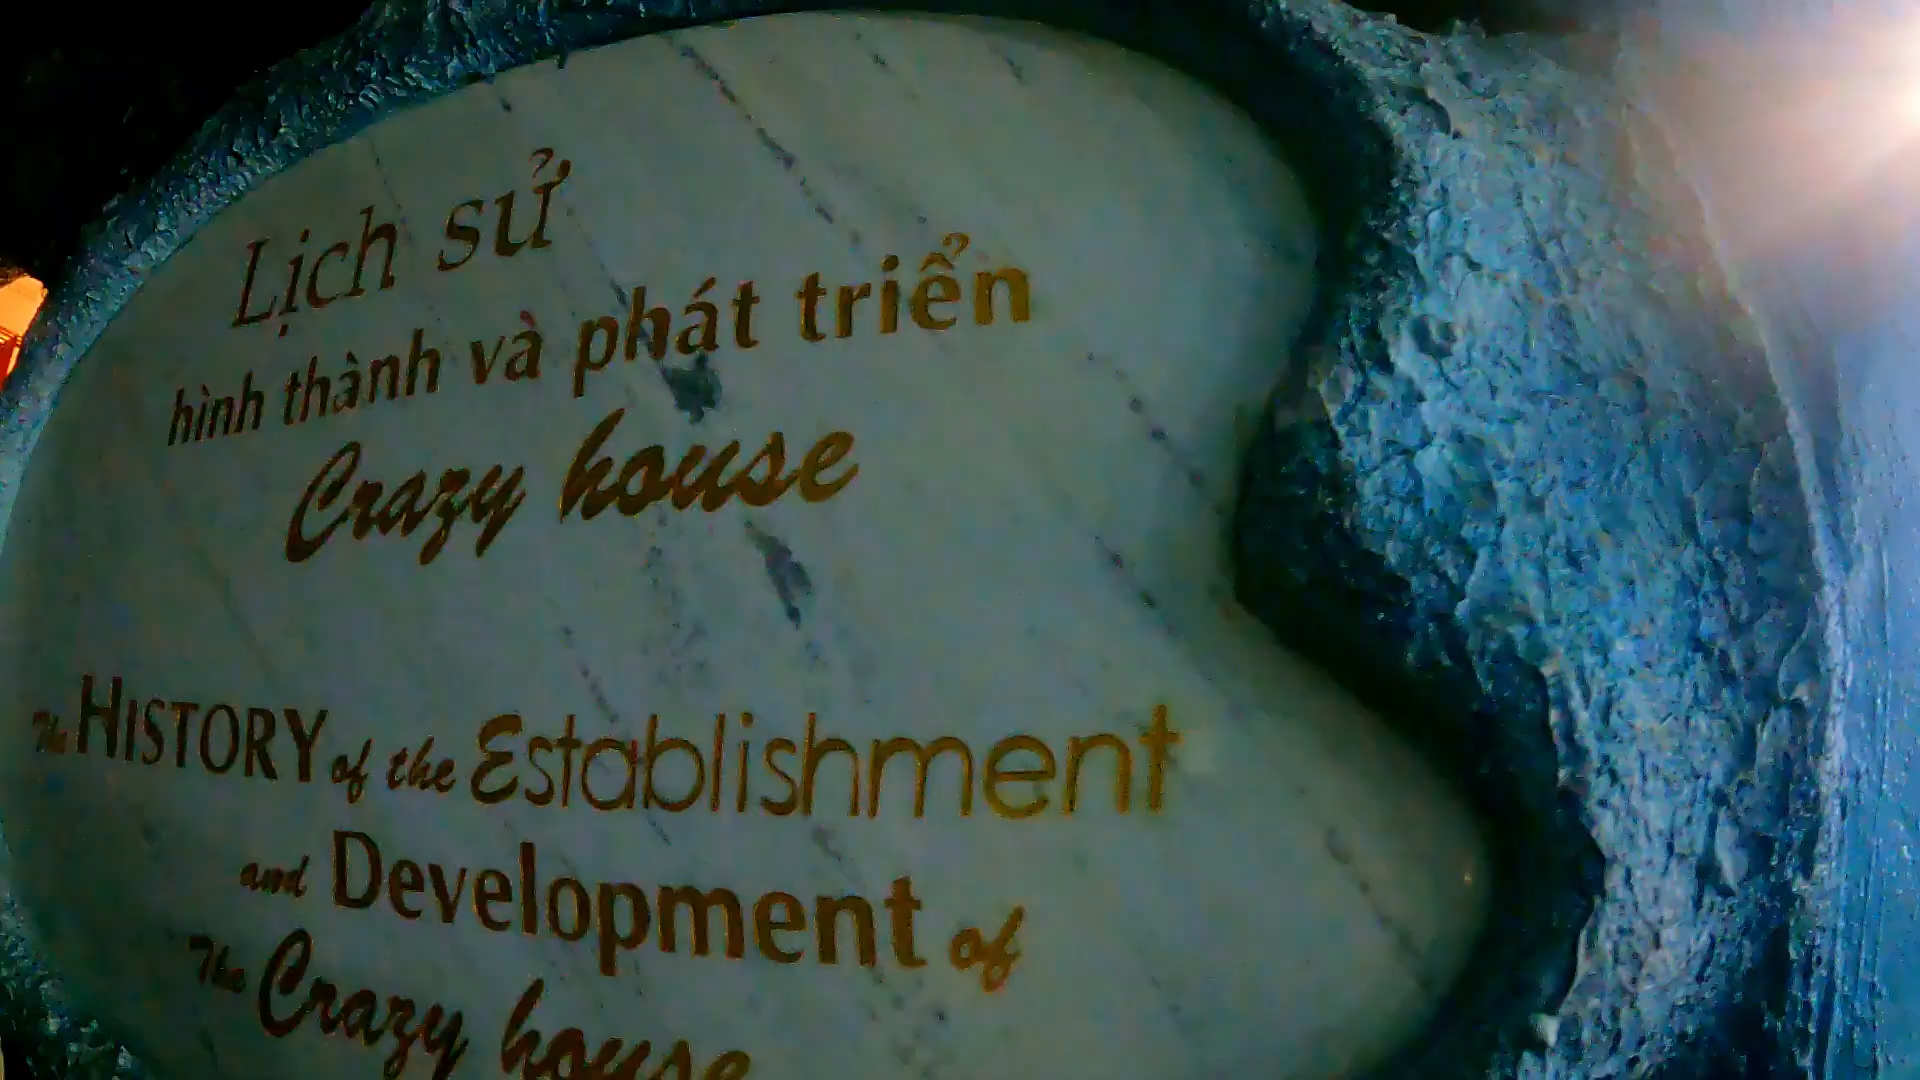 Lịch sử
hình thành và phát triển
Crazy house
The HISTORY of the Establishment
and Development of
The Crazy house